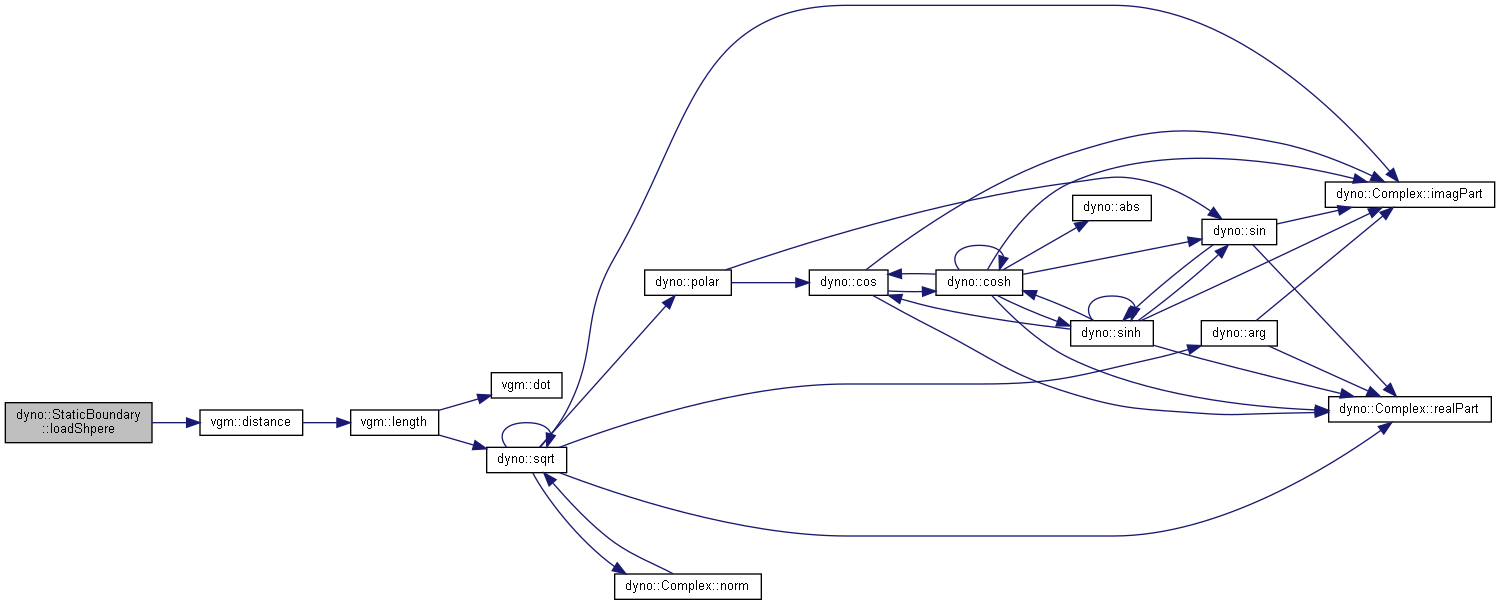 dyno::StaticBoundary
::loadShpere
vgm::distance
vgm::length
vgm::dot
dyno::sqrt
dyno::polar
dyno::Complex::norm
dyno::cos
dyno::cosh
dyno::abs
dyno::sinh
dyno::sin
dyno::arg
dyno::Complex::imagPart
dyno::Complex::realPart